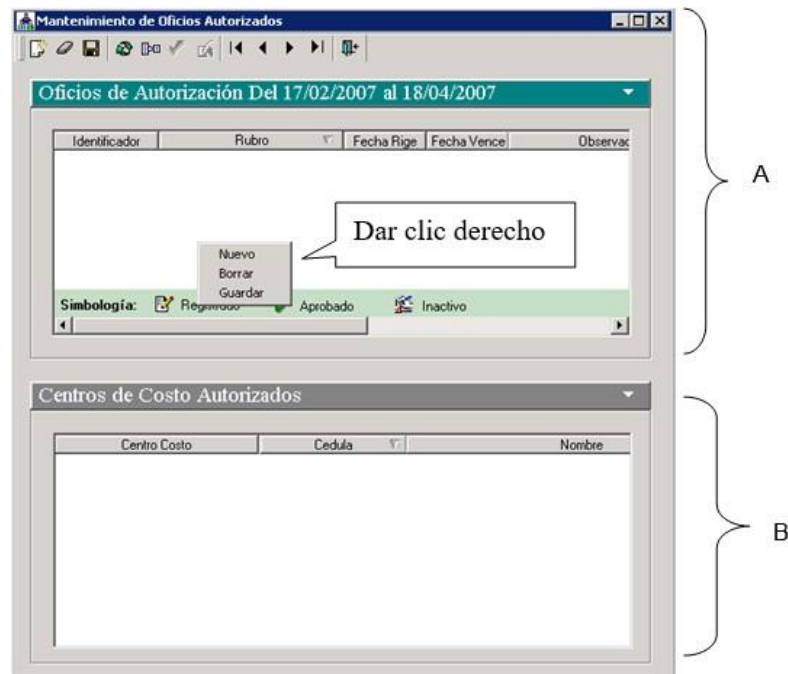 Mantenimiento de Oficios Autorizados
Oficios de Autorización Del 17/02/2007 al 18/04/2007
Identificador Rubro Fecha Rige Fecha Vence Observac
A
Dar clic derecho
Nuevo
Borrar
Guardar
Simbología: Registrado Aprobado Inactivo
Centros de Costo Autorizados
Centro Costo Cedula Nombre
B